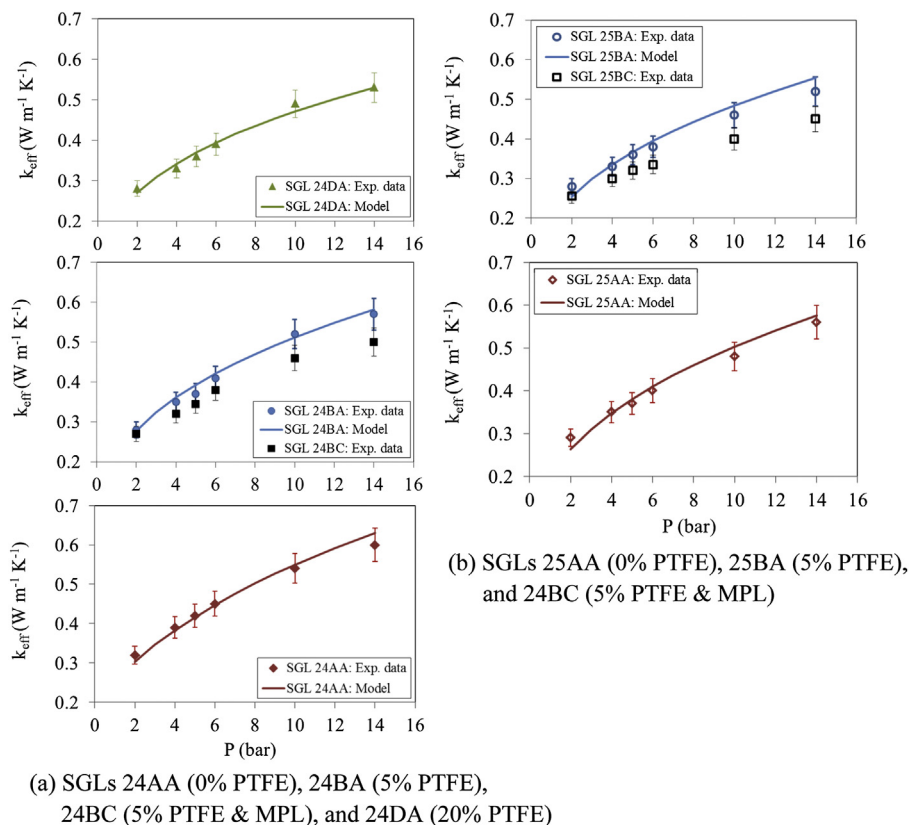 0.7
0.6
0.5
0.4
0.3
0.2
k_eff (W m⁻¹ K⁻¹)
SGL 24DA: Exp. data
SGL 24DA: Model
0 2 4 6 8 10 12 14 16
0.7
0.6
0.5
0.4
0.3
0.2
k_eff (W m⁻¹ K⁻¹)
SGL 24BA: Exp. data
SGL 24BA: Model
SGL 24BC: Exp. data
0 2 4 6 8 10 12 14 16
0.7
0.6
0.5
0.4
0.3
0.2
k_eff (W m⁻¹ K⁻¹)
SGL 24AA: Exp. data
SGL 24AA: Model
0 2 4 6 8 10 12 14 16
P (bar)
(a) SGLs 24AA (0% PTFE), 24BA (5% PTFE),
24BC (5% PTFE & MPL), and 24DA (20% PTFE)
0.7
0.6
0.5
0.4
0.3
0.2
k_eff (W m⁻¹ K⁻¹)
SGL 25BA: Exp. data
SGL 25BA: Model
SGL 25BC: Exp. data
0 2 4 6 8 10 12 14 16
0.7
0.6
0.5
0.4
0.3
0.2
k_eff (W m⁻¹ K⁻¹)
SGL 25AA: Exp. data
SGL 25AA: Model
0 2 4 6 8 10 12 14 16
P (bar)
(b) SGLs 25AA (0% PTFE), 25BA (5% PTFE),
and 24BC (5% PTFE & MPL)